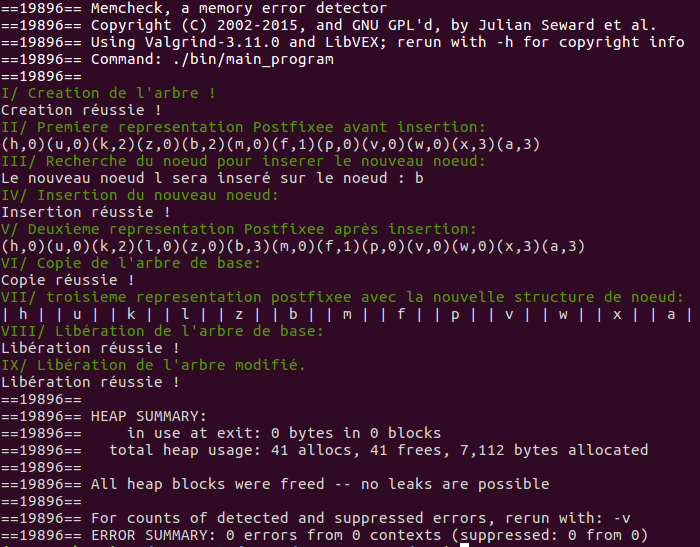 ==19896== Memcheck, a memory error detector
==19896== Copyright (C) 2002-2015, and GNU GPL'd, by Julian Seward et al.
==19896== Using Valgrind-3.11.0 and LibVEX; rerun with -h for copyright info
==19896== Command: ./bin/main_program
==19896==
I/ Creation de l'arbre !
Creation réussie !
II/ Premiere representation Postfixee avant insertion:
(h,0)(u,0)(k,2)(z,0)(b,2)(m,0)(f,1)(p,0)(v,0)(w,0)(x,3)(a,3)
III/ Recherche du noeud pour inserer le nouveau noeud:
Le nouveau noeud l sera inseré sur le noeud : b
IV/ Insertion du nouveau noeud:
Insertion réussie !
V/ Deuxieme representation Postfixee après insertion:
(h,0)(u,0)(k,2)(l,0)(z,0)(b,3)(m,0)(f,1)(p,0)(v,0)(w,0)(x,3)(a,3)
VI/ Copie de l'arbre de base:
Copie réussie !
VII/ troisieme representation postfixee avec la nouvelle structure de noeud:
| h | | u | | k | | l | | z | | b | | m | | f | | p | | v | | w | | x | | a |
VIII/ Libération de l'arbre de base:
Libération réussie !
IX/ Libération de l'arbre modifié.
Libération réussie !
==19896==
==19896== HEAP SUMMARY:
==19896==     in use at exit: 0 bytes in 0 blocks
==19896==   total heap usage: 41 allocs, 41 frees, 7,112 bytes allocated
==19896==
==19896== All heap blocks were freed -- no leaks are possible
==19896==
==19896== For counts of detected and suppressed errors, rerun with: -v
==19896== ERROR SUMMARY: 0 errors from 0 contexts (suppressed: 0 from 0)